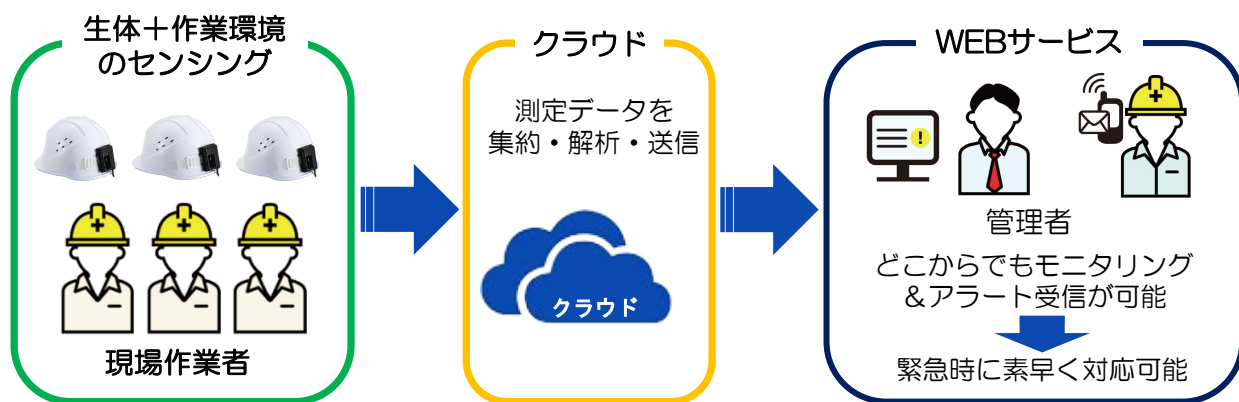 生体＋作業環境
のセンシング
現場作業者
クラウド
測定データを
集約・解析・送信
クラウド
WEBサービス
管理者
どこからでもモニタリング
＆アラート受信が可能
緊急時に素早く対応可能